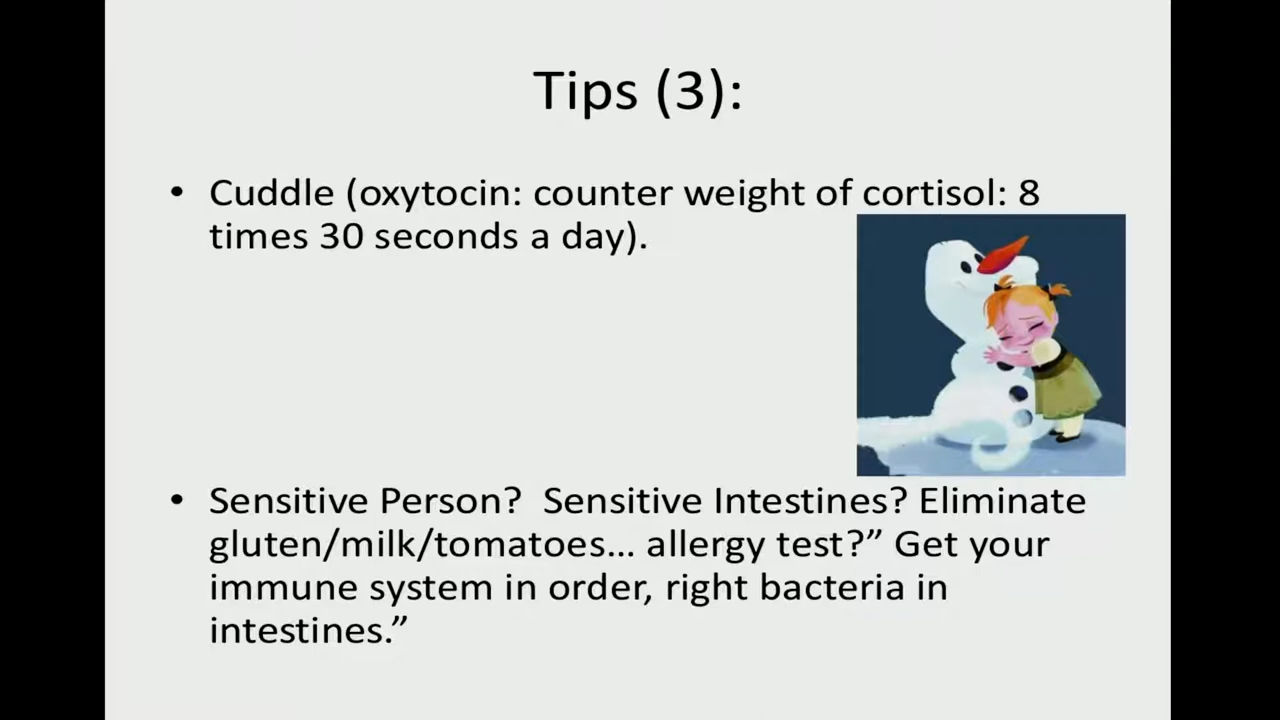 Tips (3):
• Cuddle (oxytocin: counter weight of cortisol: 8
times 30 seconds a day).
• Sensitive Person?  Sensitive Intestines? Eliminate
gluten/milk/tomatoes… allergy test?” Get your
immune system in order, right bacteria in
intestines.”